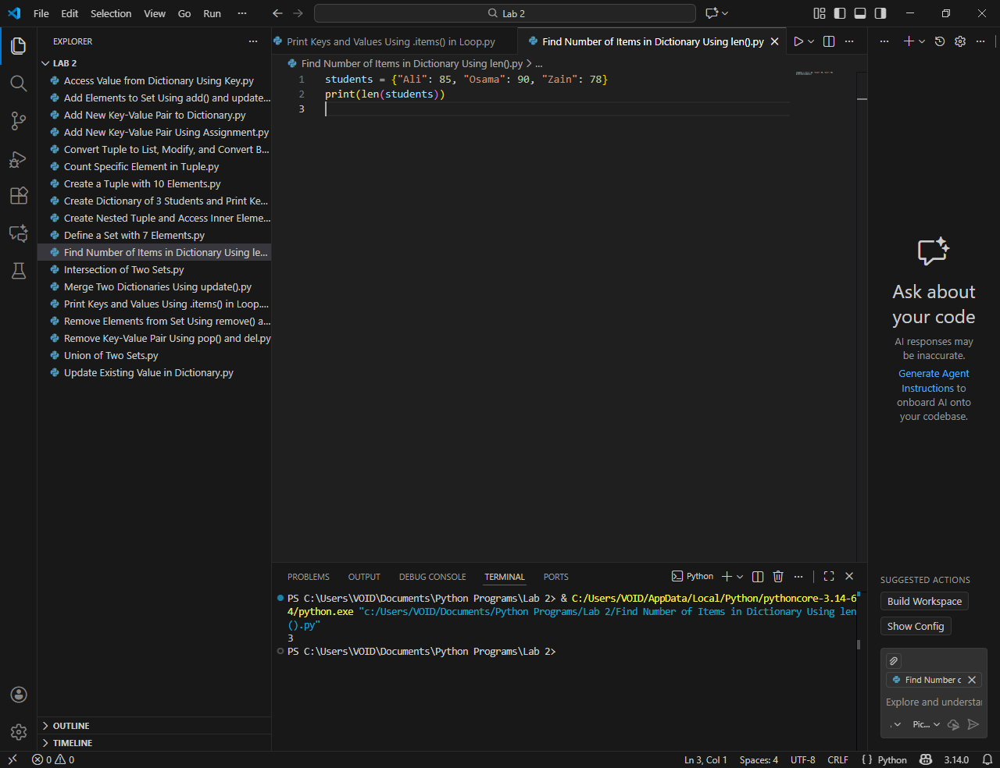 File Edit Selection View Go Run ···
Lab 2
EXPLORER ···
LAB 2
Access Value from Dictionary Using Key.py
Add Elements to Set Using add() and update...
Add New Key-Value Pair to Dictionary.py
Add New Key-Value Pair Using Assignment.py
Convert Tuple to List, Modify, and Convert B...
Count Specific Element in Tuple.py
Create a Tuple with 10 Elements.py
Create Dictionary of 3 Students and Print Ke...
Create Nested Tuple and Access Inner Eleme...
Define a Set with 7 Elements.py
Find Number of Items in Dictionary Using le...
Intersection of Two Sets.py
Merge Two Dictionaries Using update().py
Print Keys and Values Using .items() in Loop....
Remove Elements from Set Using remove() a...
Remove Key-Value Pair Using pop() and del.py
Union of Two Sets.py
Update Existing Value in Dictionary.py
OUTLINE
TIMELINE
Print Keys and Values Using .items() in Loop.py
Find Number of Items in Dictionary Using len().py
Find Number of Items in Dictionary Using len().py > ...
1 students = {"Ali": 85, "Osama": 90, "Zain": 78}
2 print(len(students))
3
PROBLEMS OUTPUT DEBUG CONSOLE TERMINAL PORTS
Python
PS C:\Users\VOID\Documents\Python Programs\Lab 2> & C:/Users/VOID/AppData/Local/Python/pythoncore-3.14-6
4/python.exe "c:/Users/VOID/Documents/Python Programs/Lab 2/Find Number of Items in Dictionary Using len
().py"
3
PS C:\Users\VOID\Documents\Python Programs\Lab 2>
Ask about
your code
AI responses may
be inaccurate.
Generate Agent
Instructions to
onboard AI onto
your codebase.
SUGGESTED ACTIONS
Build Workspace
Show Config
Find Number
Explore and understa
Pic...
0 0
Ln 3, Col 1 Spaces: 4 UTF-8 CRLF { } Python 3.14.0